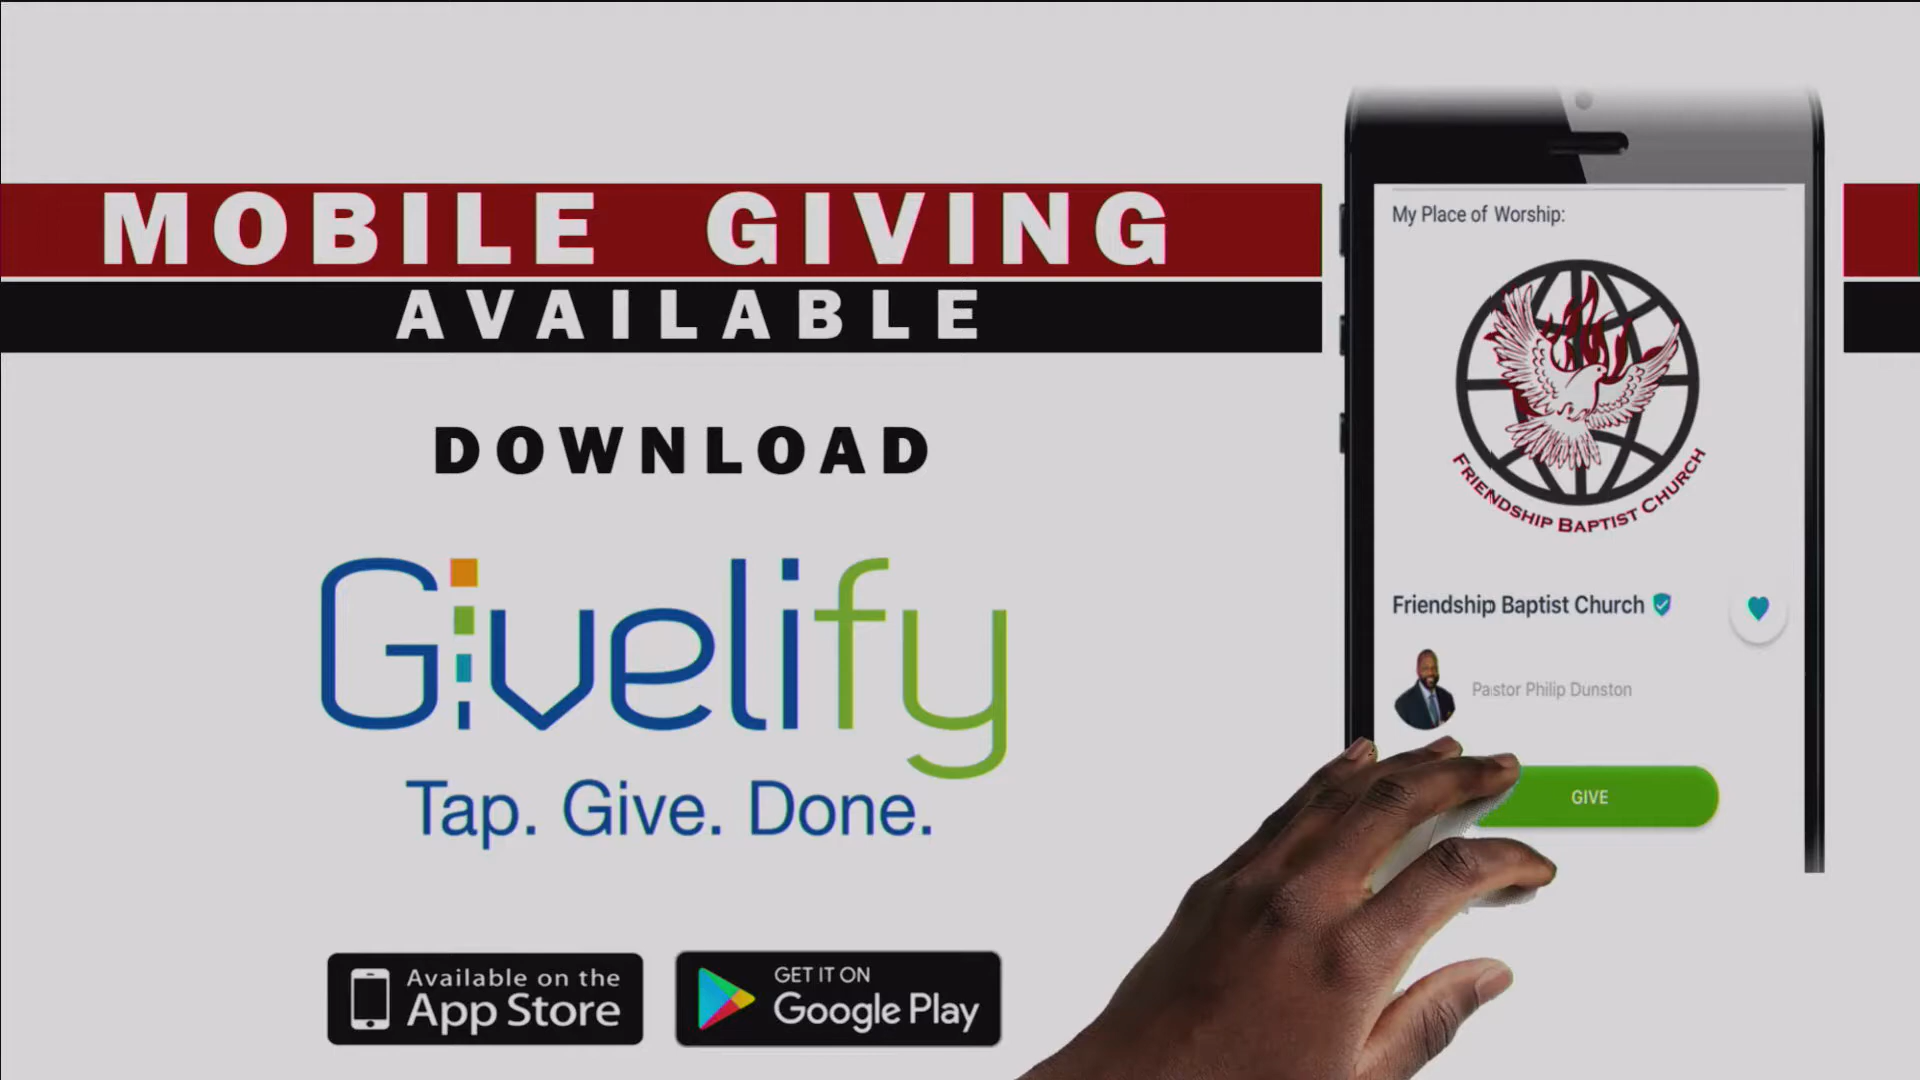 MOBILE GIVING
AVAILABLE
DOWNLOAD
Givelify
Tap. Give. Done.
Available on the
App Store
GET IT ON
Google Play
My Place of Worship:
FRIENDSHIP BAPTIST CHURCH
Friendship Baptist Church
Pastor Philip Dunston
GIVE